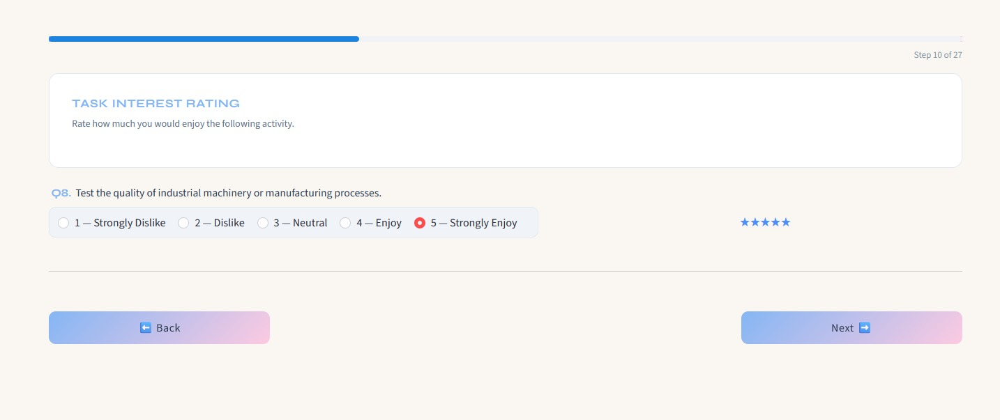 Step 10 of 27
TASK INTEREST RATING
Rate how much you would enjoy the following activity.
Q8. Test the quality of industrial machinery or manufacturing processes.
1 — Strongly Dislike 2 — Dislike 3 — Neutral 4 — Enjoy 5 — Strongly Enjoy ★★★★★
⬅️ Back Next ➡️